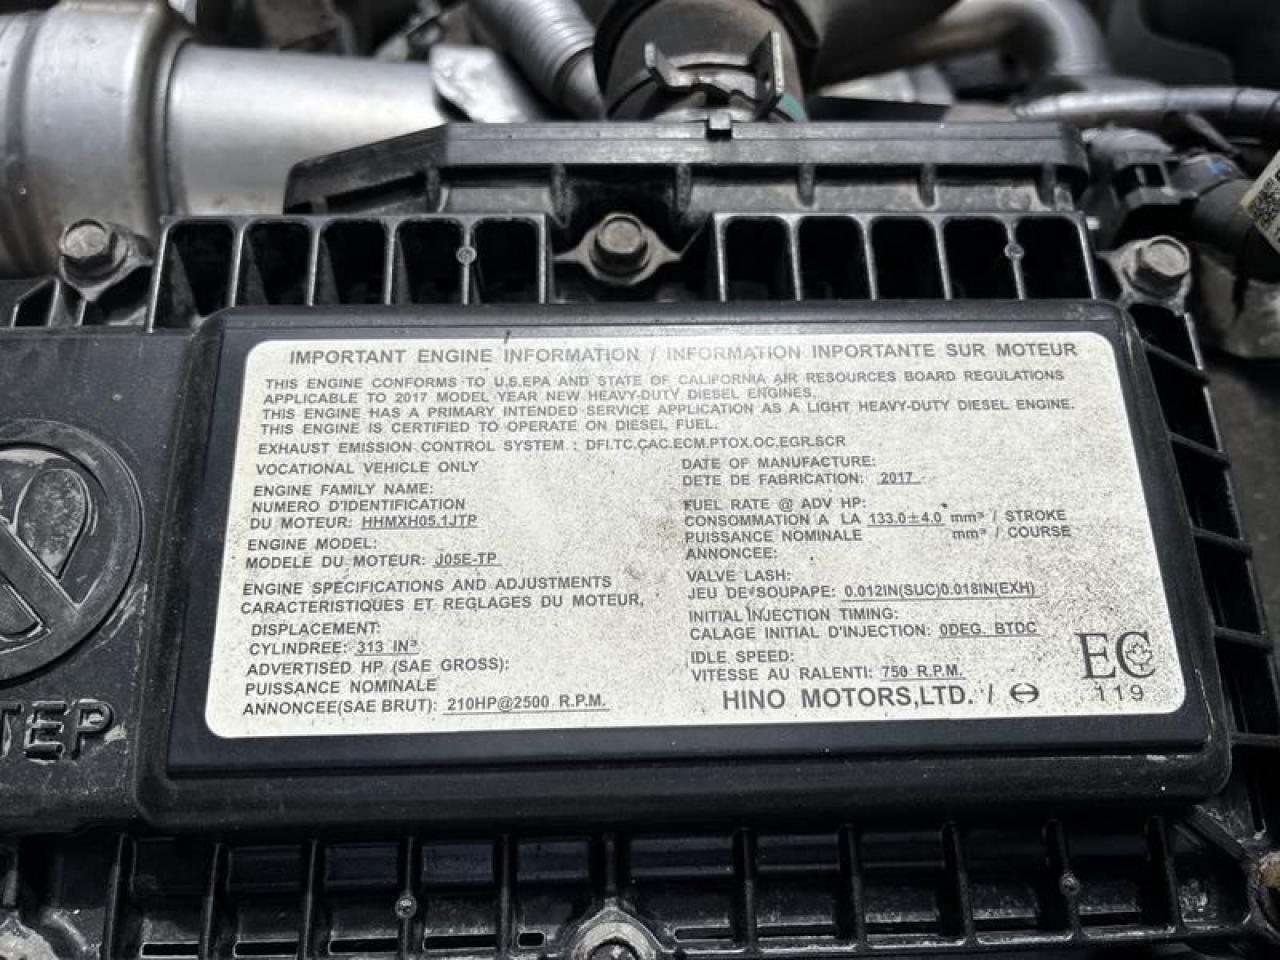 IMPORTANT ENGINE INFORMATION / INFORMATION INPORTANTE SUR MOTEUR
THIS ENGINE CONFORMS TO U.S.EPA AND STATE OF CALIFORNIA AIR RESOURCES BOARD REGULATIONS
APPLICABLE TO 2017 MODEL YEAR NEW HEAVY-DUTY DIESEL ENGINES.
THIS ENGINE HAS A PRIMARY INTENDED SERVICE APPLICATION AS A LIGHT HEAVY-DUTY DIESEL ENGINE.
THIS ENGINE IS CERTIFIED TO OPERATE ON DIESEL FUEL.
EXHAUST EMISSION CONTROL SYSTEM : DFI.TC.CAC.ECM.PTOX.OC.EGR.SCR
VOCATIONAL VEHICLE ONLY
ENGINE FAMILY NAME:
NUMERO D'IDENTIFICATION
DU MOTEUR: HHMXH05.1JTP
ENGINE MODEL:
MODELE DU MOTEUR: J05E-TP
ENGINE SPECIFICATIONS AND ADJUSTMENTS
CARACTERISTIQUES ET REGLAGES DU MOTEUR,
DISPLACEMENT:
CYLINDREE: 313 IN³
ADVERTISED HP (SAE GROSS):
PUISSANCE NOMINALE
ANNONCEE(SAE BRUT): 210HP@2500 R.P.M.
DATE OF MANUFACTURE:
DETE DE FABRICATION: 2017
FUEL RATE @ ADV HP:
CONSOMMATION A LA 133.0±4.0 mm³ / STROKE
PUISSANCE NOMINALE mm³ / COURSE
ANNONCEE:
VALVE LASH:
JEU DE SOUPAPE: 0.012IN(SUC)0.018IN(EXH)
INITIAL INJECTION TIMING:
CALAGE INITIAL D'INJECTION: 0DEG. BTDC
IDLE SPEED:
VITESSE AU RALENTI: 750 R.P.M.
HINO MOTORS,LTD. /
EC
119
TEP